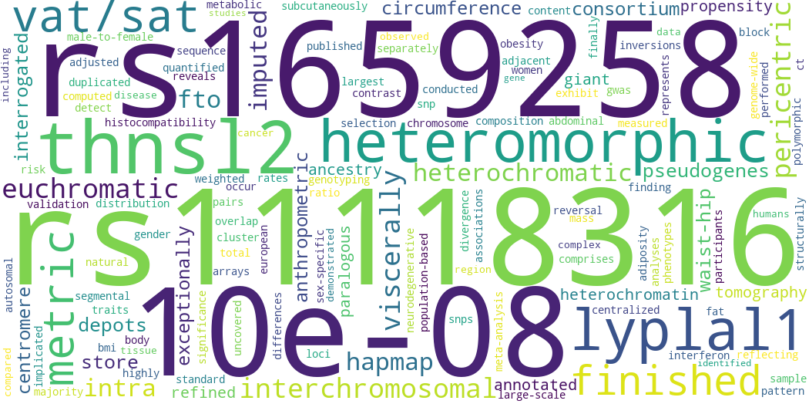 vat/sat metabolic subcutaneously circumference content consortium propensity
including male-to-female studies imputed published observed separately obesity finally data block pericentric ct
interrogated adjusted sequence quantified reveals fto rs1659258 adjacent women gene inversions represents genome-wide performed polymorphic
duplicated computed disease detect contrast largest conducted snp giant gwas exhibit measured
histocompatibility selection chromosome composition abdominal
thnsl2 cancer heteromorphic
risk weighted rates ancestry heterochromatic pseudogenes
euchromatic anthropometric genotyping ratio viscerally finding
validation distribution occur pairs divergence associations reversal mass waist-hip participants humans structurally
rs11118316
metric natural gender exceptionally overlap cluster total european sex-specific demonstrated paralogous neurodegenerative population-based complex adiposity analyses phenotypes comprises
autosomal segmental arrays region
centromere traits depots significance uncovered 10e-08 differences loci snps meta-analysis heterochromatin tomography
implicated bmi body tissue centralized fat lyplal1 reflecting
compared store highly hapmap interferon identified sample
majority intra refined standard interchromosomal annotated large-scale finished pattern